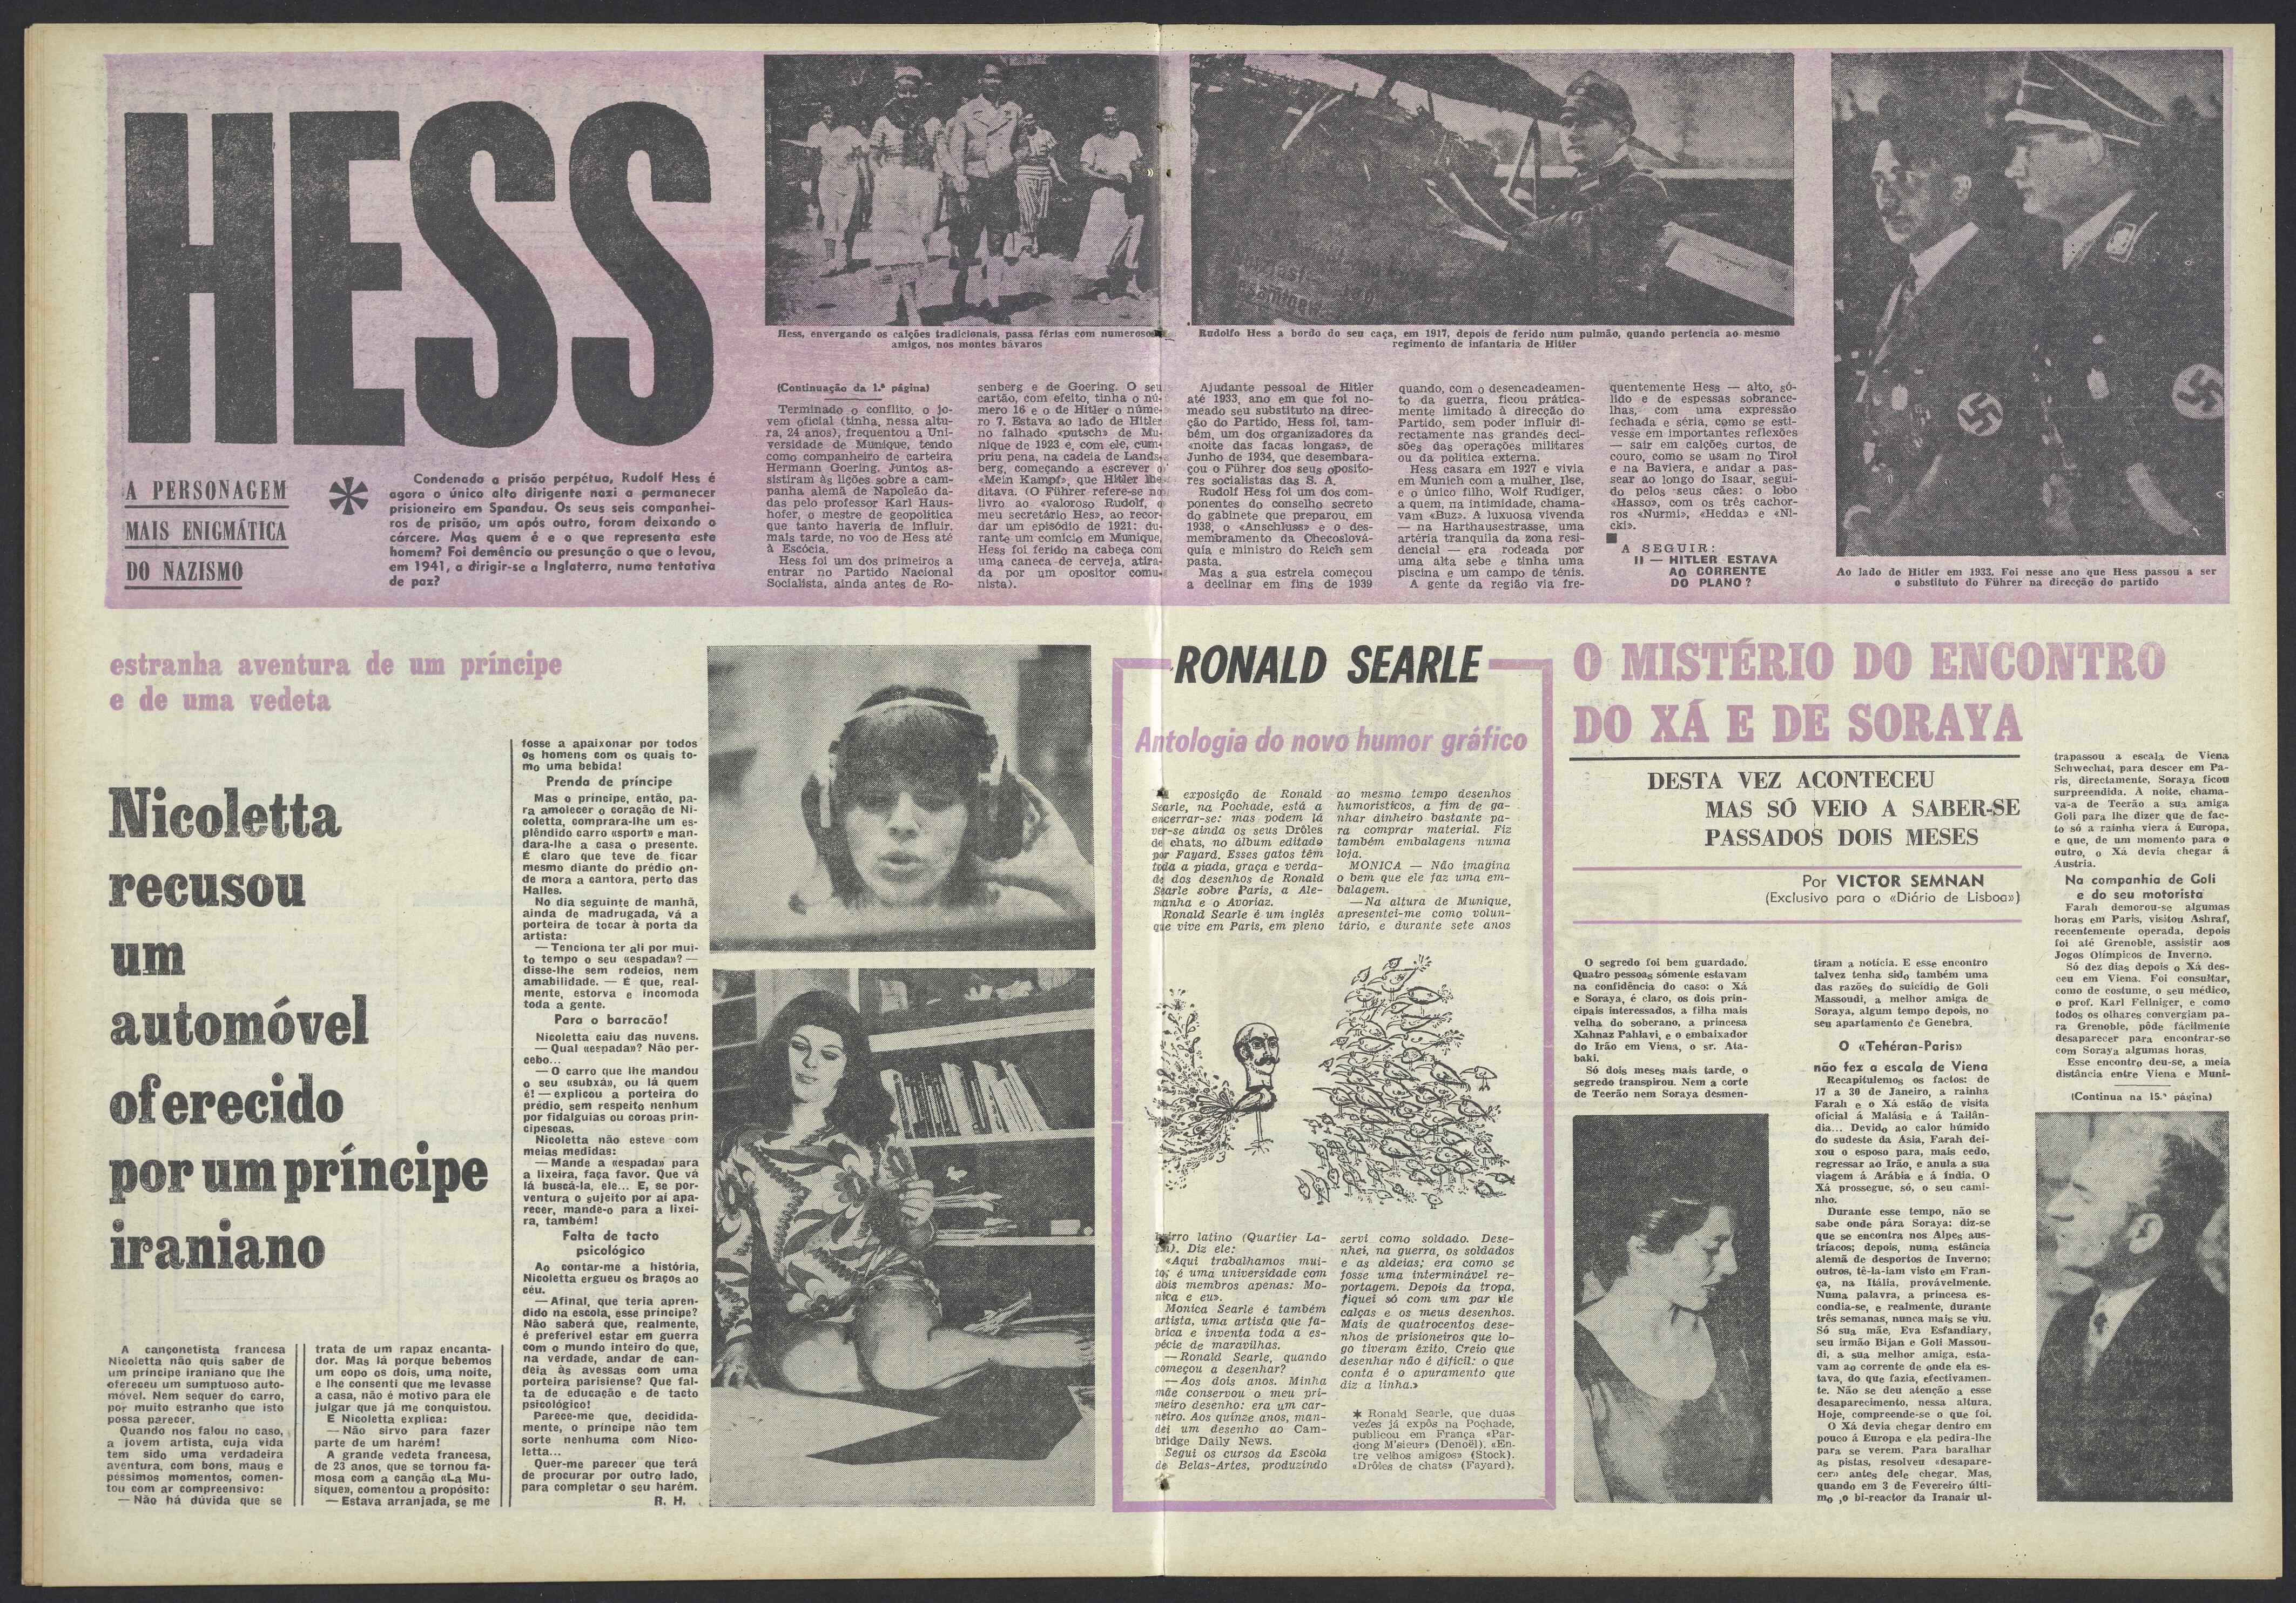 HESS
A PERSONAGEM
MAIS ENIGMÁTICA
DO NAZISMO
Condenado a prisão perpétua, Rudolf Hess é
agora o único alto dirigente nazi a permanecer
prisioneiro em Spandau. Os seus seis companhei-
ros de prisão, um após outro, foram deixando o
cárcere. Mas quem é e o que representa este
homem? Foi demência ou presunção o que o levou,
em 1941, a dirigir-se a Inglaterra, numa tentativa
de paz?
Hess, envergando os calções tradicionais, passa férias com numerosos
amigos, nos montes bávaros
Rudolfo Hess a bordo do seu caça, em 1917, depois de ferido num pulmão, quando pertencia ao mesmo
regimento de infantaria de Hitler
(Continuação da 1.ª página)
Terminado o conflito, o jo-
vem oficial (tinha, nessa altu-
ra, 24 anos), frequentou a Uni-
versidade de Munique, tendo
como companheiro de carteira
Hermann Goering. Juntos as-
sistiram às lições sobre a cam-
panha alemã de Napoleão da-
das pelo professor Karl Haus-
hofer, o mestre de geopolítica
que tanto haveria de influir,
mais tarde, no voo de Hess até
à Escócia.
Hess foi um dos primeiros a
entrar no Partido Nacional
Socialista, ainda antes de Ro-
senberg e de Goering. O seu
cartão, com efeito, tinha o nú-
mero 16 e o de Hitler o núme-
ro 7. Estava ao lado de Hitler
no falhado «putsch» de Mu-
nique de 1923 e, com ele, cum-
priu pena, na cadeia de Lands-
berg, começando a escrever o
«Mein Kampf», que Hitler lhe
ditava. (O Führer refere-se no
livro ao «valoroso Rudolf, o
meu secretário Hess», ao recor-
dar um episódio de 1921: du-
rante um comício em Munique,
Hess foi ferido na cabeça com
uma caneca de cerveja, atira-
da por um opositor comu-
nista).
Ajudante pessoal de Hitler
até 1933, ano em que foi no-
meado seu substituto na direc-
ção do Partido, Hess foi, tam-
bém, um dos organizadores da
«noite das facas longas», de
Junho de 1934, que desembara-
çou o Führer dos seus oposito-
res socialistas das S. A.
Rudolf Hess foi um dos com-
ponentes do conselho secreto
do gabinete que preparou, em
1938, o «Anschluss» e o des-
membramento da Checoslová-
quia e ministro do Reich sem
pasta.
Mas a sua estrela começou
a declinar em fins de 1939
quando, com o desencadeamen-
to da guerra, ficou pràtica-
mente limitado à direcção do
Partido, sem poder influir di-
rectamente nas grandes deci-
sões das operações militares
ou da política externa.
Hess casara em 1927 e vivia
em Munich com a mulher, Ilse,
e o único filho, Wolf Rudiger,
a quem, na intimidade, chama-
vam «Buz». A luxuosa vivenda
— na Harthausestrasse, uma
artéria tranquila da zona resi-
dencial — era rodeada por
uma alta sebe e tinha uma
piscina e um campo de ténis.
A gente da região via fre-
quentemente Hess — alto, só-
lido e de espessas sobrance-
lhas, com uma expressão
fechada e séria, como se esti-
vesse em importantes reflexões
— sair em calções curtos, de
couro, como se usam no Tirol
e na Baviera, e andar a pas-
sear ao longo do Isaar, segui-
do pelos seus cães: o lobo
«Hasso», com os três cachor-
ros «Nurmi», «Hedda» e «Ni-
cki».
A SEGUIR:
II — HITLER ESTAVA
AO CORRENTE
DO PLANO?
Ao lado de Hitler em 1933. Foi nesse ano que Hess passou a ser
o substituto do Führer na direcção do partido
estranha aventura de um príncipe
e de uma vedeta
Nicoletta
recusou
um
automóvel
oferecido
por um príncipe
iraniano
A cançonetista francesa
Nicoletta não quis saber de
um príncipe iraniano que lhe
ofereceu um sumptuoso auto-
móvel. Nem sequer do carro,
por muito estranho que isto
possa parecer.
Quando nos falou no caso,
a jovem artista, cuja vida
tem sido uma verdadeira
aventura, com bons, maus e
péssimos momentos, comen-
tou com ar compreensivo:
— Não há dúvida que se
trata de um rapaz encanta-
dor. Mas lá porque bebemos
um copo os dois, uma noite,
e lhe consenti que me levasse
a casa, não é motivo para ele
julgar que já me conquistou.
E Nicoletta explica:
— Não sirvo para fazer
parte de um harém!
A grande vedeta francesa,
de 23 anos, que se tornou fa-
mosa com a canção «La Mu-
sique», comentou a propósito:
— Estava arranjada, se me
fosse a apaixonar por todos
os homens com os quais to-
mo uma bebida!
Prenda de príncipe
Mas o príncipe, então, pa-
ra amolecer o coração de Ni-
coletta, comprara-lhe um es-
plêndido carro «sport» e man-
dara-lhe a casa o presente.
É claro que teve de ficar
mesmo diante do prédio on-
de mora a cantora, perto das
Halles.
No dia seguinte de manhã,
ainda de madrugada, vá a
porteira de tocar à porta da
artista:
— Tenciona ter ali por mui-
to tempo o seu «espada»? —
disse-lhe sem rodeios, nem
amabilidade. — É que, real-
mente, estorva e incomoda
toda a gente.
Para o barracão!
Nicoletta caiu das nuvens.
— Qual «espada»? Não per-
cebo...
— O carro que lhe mandou
o seu «subxá», ou lá quem
é! — explicou a porteira do
prédio, sem respeito nenhum
por fidalguias ou coroas prin-
cipescas.
Nicoletta não esteve com
meias medidas:
— Mande a «espada» para
a lixeira, faça favor. Que vá
lá buscá-la, ele... E, se por-
ventura o sujeito por aí apa-
recer, mande-o para a lixei-
ra, também!
Falta de tacto
psicológico
Ao contar-me a história,
Nicoletta ergueu os braços ao
céu.
— Afinal, que teria apren-
dido na escola, esse príncipe?
Não saberá que, realmente,
é preferível estar em guerra
com o mundo inteiro do que,
na verdade, andar de can-
deia às avessas com uma
porteira parisiense? Que fal-
ta de educação e de tacto
psicológico!
Parece-me que, decidida-
mente, o príncipe não tem
sorte nenhuma com Nico-
letta...
Quer-me parecer que terá
de procurar por outro lado,
para completar o seu harém.
R. H.
RONALD SEARLE
Antologia do novo humor gráfico
A exposição de Ronald
Searle, na Pochade, está a
encerrar-se: mas podem lá
ver-se ainda os seus Drôles
de chats, no álbum editado
por Fayard. Esses gatos têm
toda a piada, graça e verda-
de dos desenhos de Ronald
Searle sobre Paris, a Ale-
manha e o Avoriaz.
Ronald Searle é um inglês
que vive em Paris, em pleno
bairro latino (Quartier La-
tin). Diz ele:
«Aqui trabalhamos mui-
to; é uma universidade com
dois membros apenas: Mo-
nica e eu».
Monica Searle é também
artista, uma artista que fa-
brica e inventa toda a es-
pécie de maravilhas.
— Ronald Searle, quando
começou a desenhar?
— Aos dois anos. Minha
mãe conservou o meu pri-
meiro desenho: era um car-
neiro. Aos quinze anos, man-
dei um desenho ao Cam-
bridge Daily News.
Segui os cursos da Escola
de Belas-Artes, produzindo
ao mesmo tempo desenhos
humorísticos, a fim de ga-
nhar dinheiro bastante pa-
ra comprar material. Fiz
também embalagens numa
loja.
MONICA — Não imagina
o bem que ele faz uma em-
balagem.
— Na altura de Munique,
apresentei-me como volun-
tário, e durante sete anos
servi como soldado. Dese-
nhei, na guerra, os soldados
e as aldeias; era como se
fosse uma interminável re-
portagem. Depois da tropa,
fiquei só com um par de
calças e os meus desenhos.
Mais de quatrocentos dese-
nhos de prisioneiros que lo-
go tiveram êxito. Creio que
desenhar não é difícil: o que
conta é o apuramento que
diz a linha.»
* Ronald Searle, que duas
vezes já expôs na Pochade,
publicou em França «Par-
dong M'sieur» (Denoël), «En-
tre velhos amigos» (Stock),
«Drôles de chats» (Fayard).
O MISTÉRIO DO ENCONTRO
DO XÁ E DE SORAYA
DESTA VEZ ACONTECEU
MAS SÓ VEIO A SABER-SE
PASSADOS DOIS MESES
Por VICTOR SEMNAN
(Exclusivo para o «Diário de Lisboa»)
O segredo foi bem guardado.
Quatro pessoas sòmente estavam
na confidência do caso: o Xá
e Soraya, é claro, os dois prin-
cipais interessados, a filha mais
velha do soberano, a princesa
Xahnaz Pahlavi, e o embaixador
do Irão em Viena, o sr. Ata-
baki.
Só dois meses mais tarde, o
segredo transpirou. Nem a corte
de Teerão nem Soraya desmen-
tiram a notícia. E esse encontro
talvez tenha sido também uma
das razões do suicídio de Goli
Massoudi, a melhor amiga de
Soraya, algum tempo depois, no
seu apartamento de Genebra.
O «Tehéran-Paris»
não fez a escala de Viena
Recapitulemos os factos: de
17 a 30 de Janeiro, a rainha
Farah e o Xá estão de visita
oficial á Malásia e á Tailân-
dia... Devido ao calor húmido
do sudeste da Ásia, Farah dei-
xou o esposo para, mais cedo,
regressar ao Irão, e anula a sua
viagem á Arábia e á Índia. O
Xá prossegue, só, o seu cami-
nho.
Durante esse tempo, não se
sabe onde pára Soraya: diz-se
que se encontra nos Alpes aus-
tríacos; depois, numa estância
alemã de desportos de Inverno;
outros, tê-la-iam visto em Fran-
ça, na Itália, provàvelmente.
Numa palavra, a princesa es-
condia-se, e realmente, durante
três semanas, nunca mais se viu.
Só sua mãe, Eva Esfandiary,
seu irmão Bijan e Goli Massou-
di, a sua melhor amiga, esta-
vam ao corrente de onde ela es-
tava, do que fazia, efectivamen-
te. Não se deu atenção a esse
desaparecimento, nessa altura.
Hoje, compreende-se o que foi.
O Xá devia chegar dentro em
pouco á Europa e ela pedira-lhe
para se verem. Para baralhar
as pistas, resolveu «desapare-
cer» antes dele chegar. Mas,
quando em 3 de Fevereiro últi-
mo ,o bi-reactor da Iranair ul-
trapassou a escala de Viena
Schwechat, para descer em Pa-
ris, directamente, Soraya ficou
surpreendida. À noite, chama-
va-a de Teerão a sua amiga
Goli para lhe dizer que de fac-
to só a rainha viera á Europa,
e que, de um momento para o
outro, o Xá devia chegar á
Áustria.
Na companhia de Goli
e do seu motorista
Farah demorou-se algumas
horas em Paris, visitou Ashraf,
recentemente operada, depois
foi até Grenoble, assistir aos
Jogos Olímpicos de Inverno.
Só dez dias depois o Xá des-
ceu em Viena. Foi consultar,
como de costume, o seu médico,
o prof. Karl Fellniger, e como
todos os olhares convergiam pa-
ra Grenoble, pôde fàcilmente
desaparecer para encontrar-se
com Soraya algumas horas.
Esse encontro deu-se, a meia
distância entre Viena e Muni-
(Continua na 15.ª página)